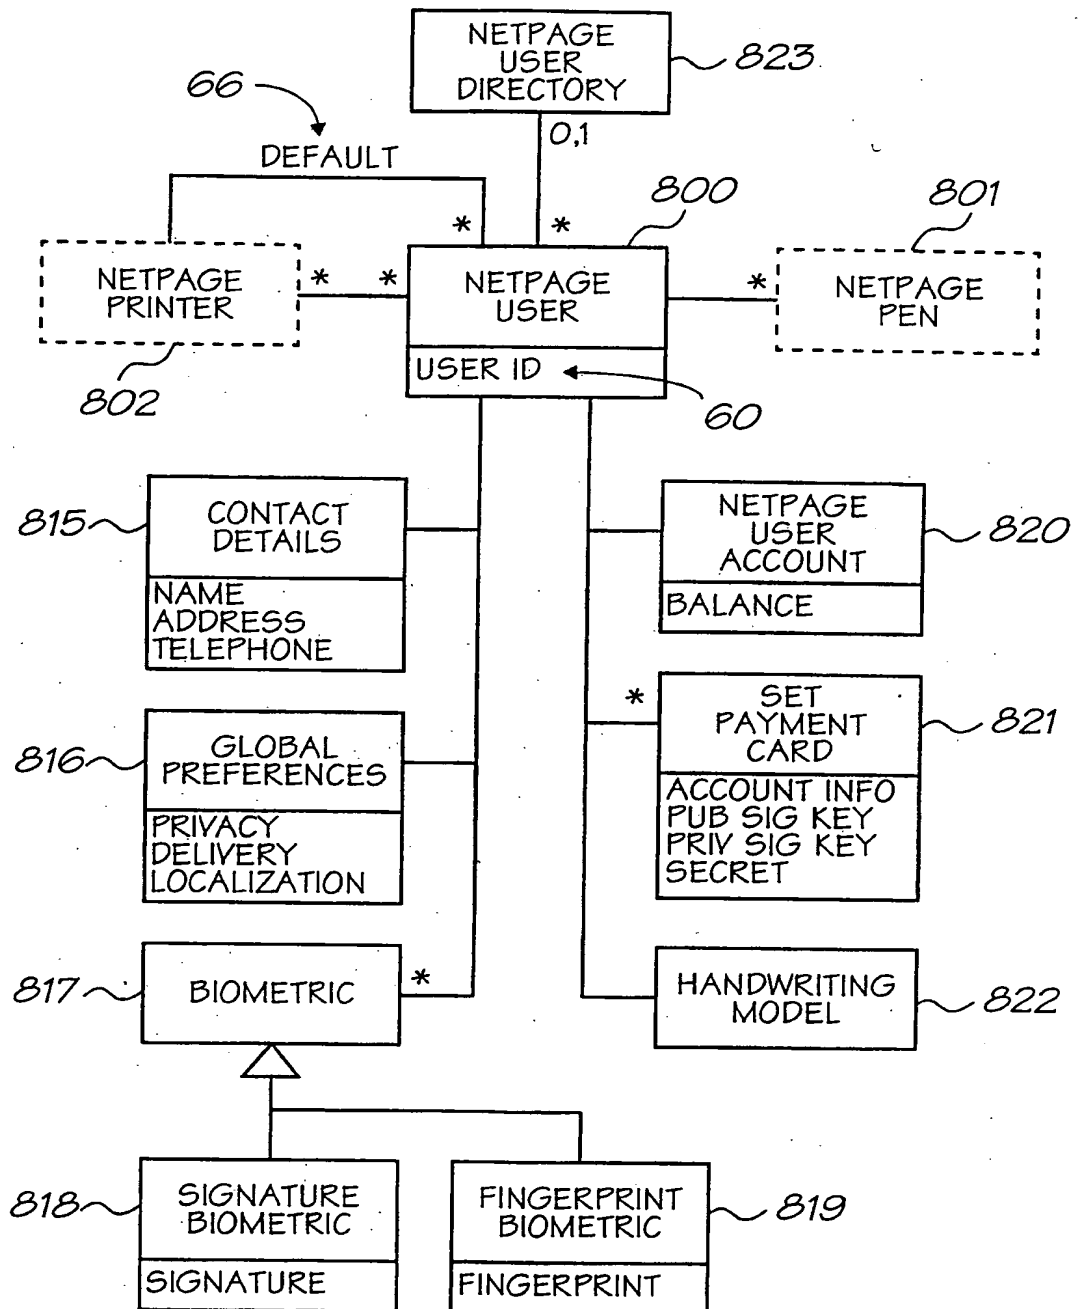 NETPAGE
USER
DIRECTORY
823
66
0,1
DEFAULT
*
*
800
801
NETPAGE
PRINTER
*
*
NETPAGE
USER
*
NETPAGE
PEN
802
USER ID
60
815
CONTACT
DETAILS
NAME
ADDRESS
TELEPHONE
NETPAGE
USER
ACCOUNT
820
BALANCE
816
GLOBAL
PREFERENCES
PRIVACY
DELIVERY
LOCALIZATION
*
SET
PAYMENT
CARD
821
ACCOUNT INFO
PUB SIG KEY
PRIV SIG KEY
SECRET
817
BIOMETRIC
*
HANDWRITING
MODEL
822
818
SIGNATURE
BIOMETRIC
SIGNATURE
FINGERPRINT
BIOMETRIC
819
FINGERPRINT